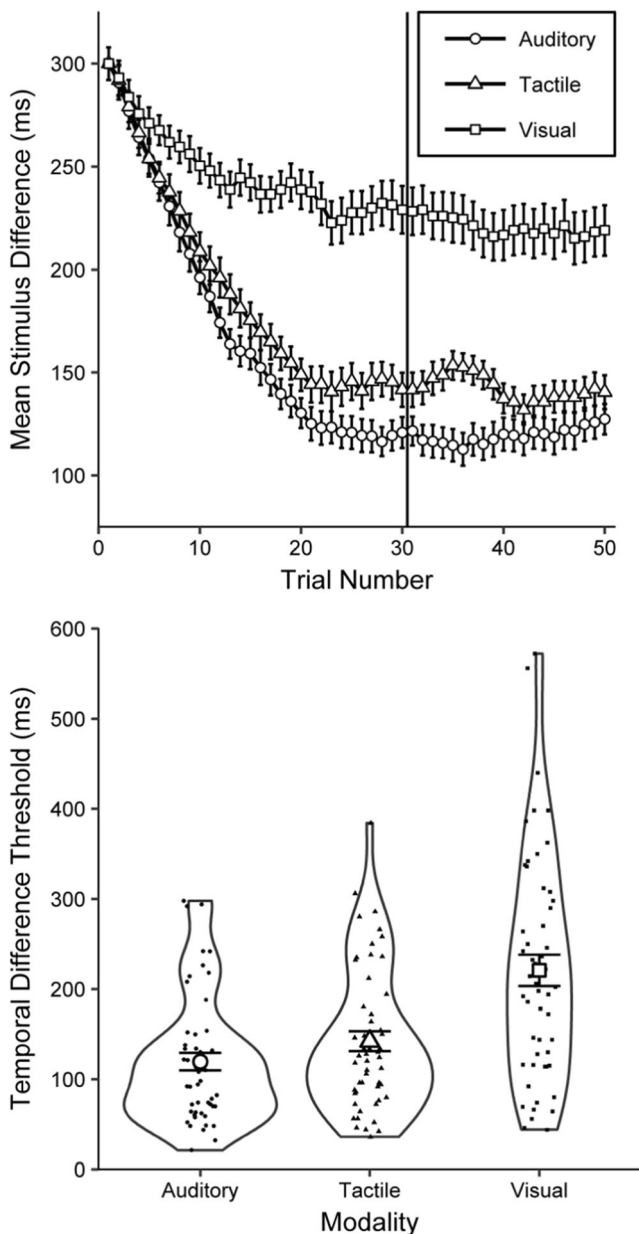 Mean Stimulus Difference (ms)
300
250
200
150
100
Auditory
Tactile
Visual
0 10 20 30 40 50
Trial Number
Temporal Difference Threshold (ms)
600
500
400
300
200
100
0
Auditory Tactile Visual
Modality